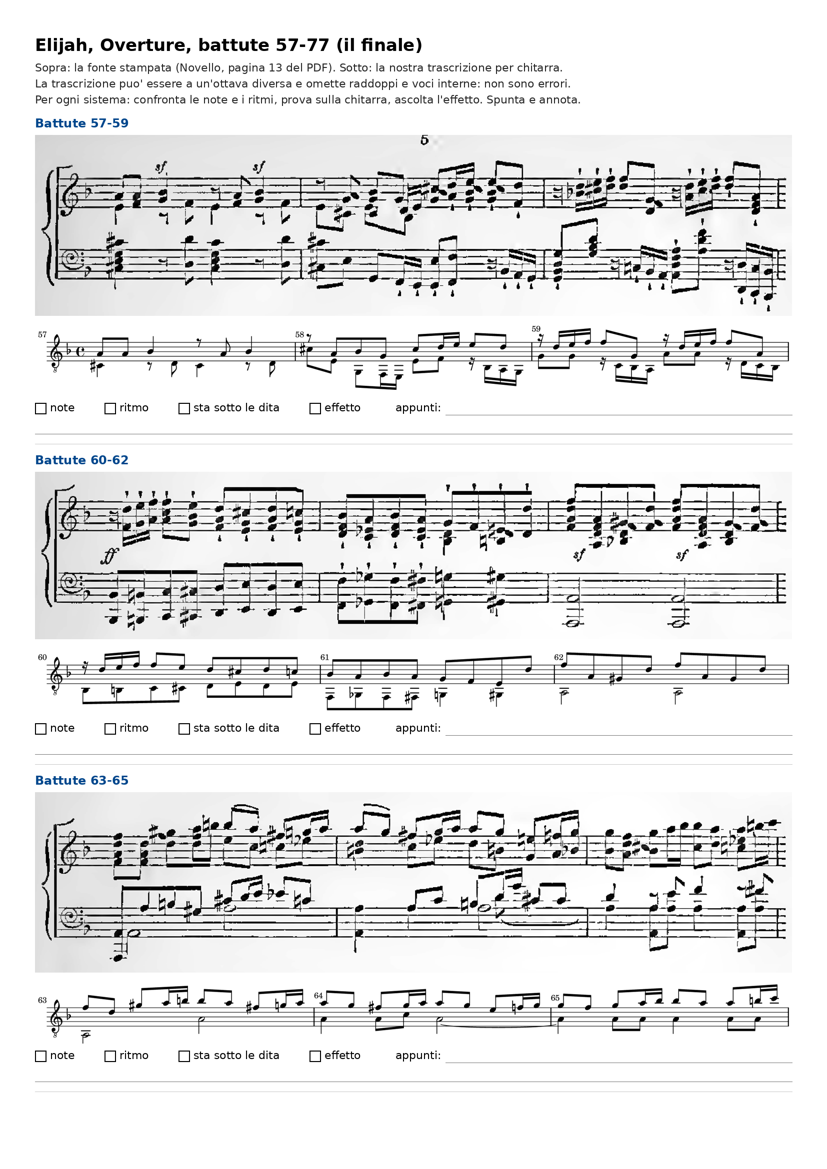 Elijah, Overture, battute 57-77 (il finale)
Sopra: la fonte stampata (Novello, pagina 13 del PDF). Sotto: la nostra trascrizione per chitarra.
La trascrizione puo' essere a un'ottava diversa e omette raddoppi e voci interne: non sono errori.
Per ogni sistema: confronta le note e i ritmi, prova sulla chitarra, ascolta l'effetto. Spunta e annota.
Battute 57-59
5
sf sf
57 58 59
note ritmo sta sotto le dita effetto appunti:
Battute 60-62
ff sf sf
60 61 62
note ritmo sta sotto le dita effetto appunti:
Battute 63-65
63 64 65
note ritmo sta sotto le dita effetto appunti: